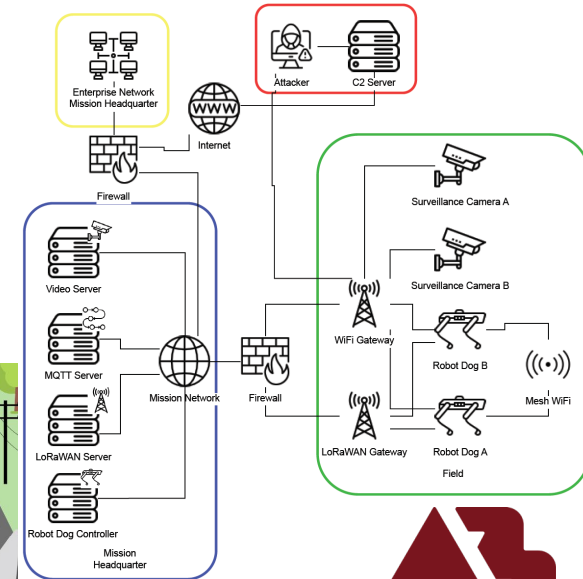 Enterprise Network
Mission Headquarter
Attacker
C2 Server
WWW
Internet
Firewall
Surveillance Camera A
Video Server
Surveillance Camera B
MQTT Server
Mission Network
Firewall
WiFi Gateway
Robot Dog B
Mesh WiFi
LoRaWAN Server
LoRaWAN Gateway
Robot Dog A
Field
Robot Dog Controller
Mission
Headquarter